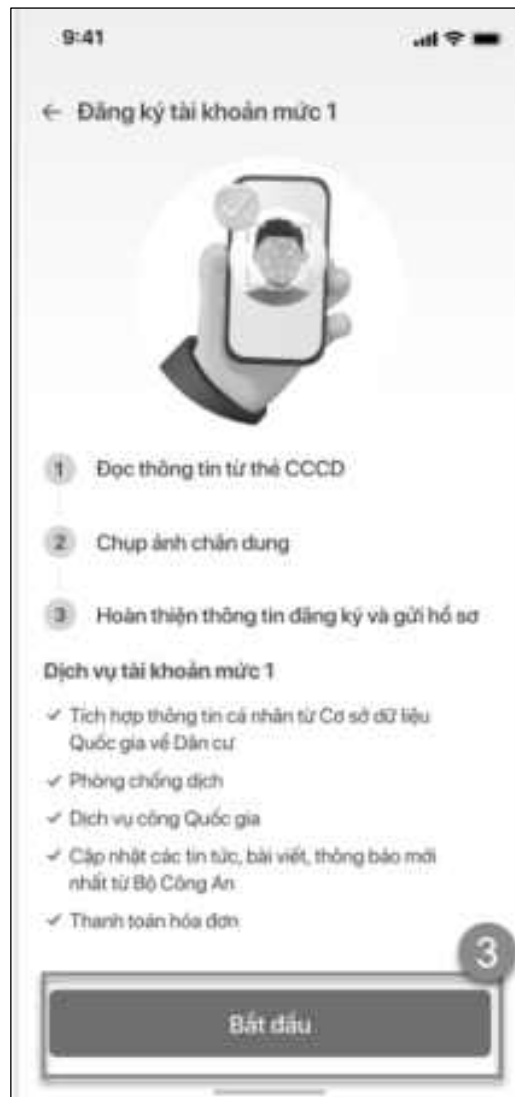 9:41
← Đăng ký tài khoản mức 1
1 Đọc thông tin từ thẻ CCCD
2 Chụp ảnh chân dung
3 Hoàn thiện thông tin đăng ký và gửi hồ sơ
Dịch vụ tài khoản mức 1
✓ Tích hợp thông tin cá nhân từ Cơ sở dữ liệu
Quốc gia về Dân cư
✓ Phòng chống dịch
✓ Dịch vụ công Quốc gia
✓ Cập nhật các tin tức, bài viết, thông báo mới
nhất từ Bộ Công An
✓ Thanh toán hóa đơn
3
Bắt đầu